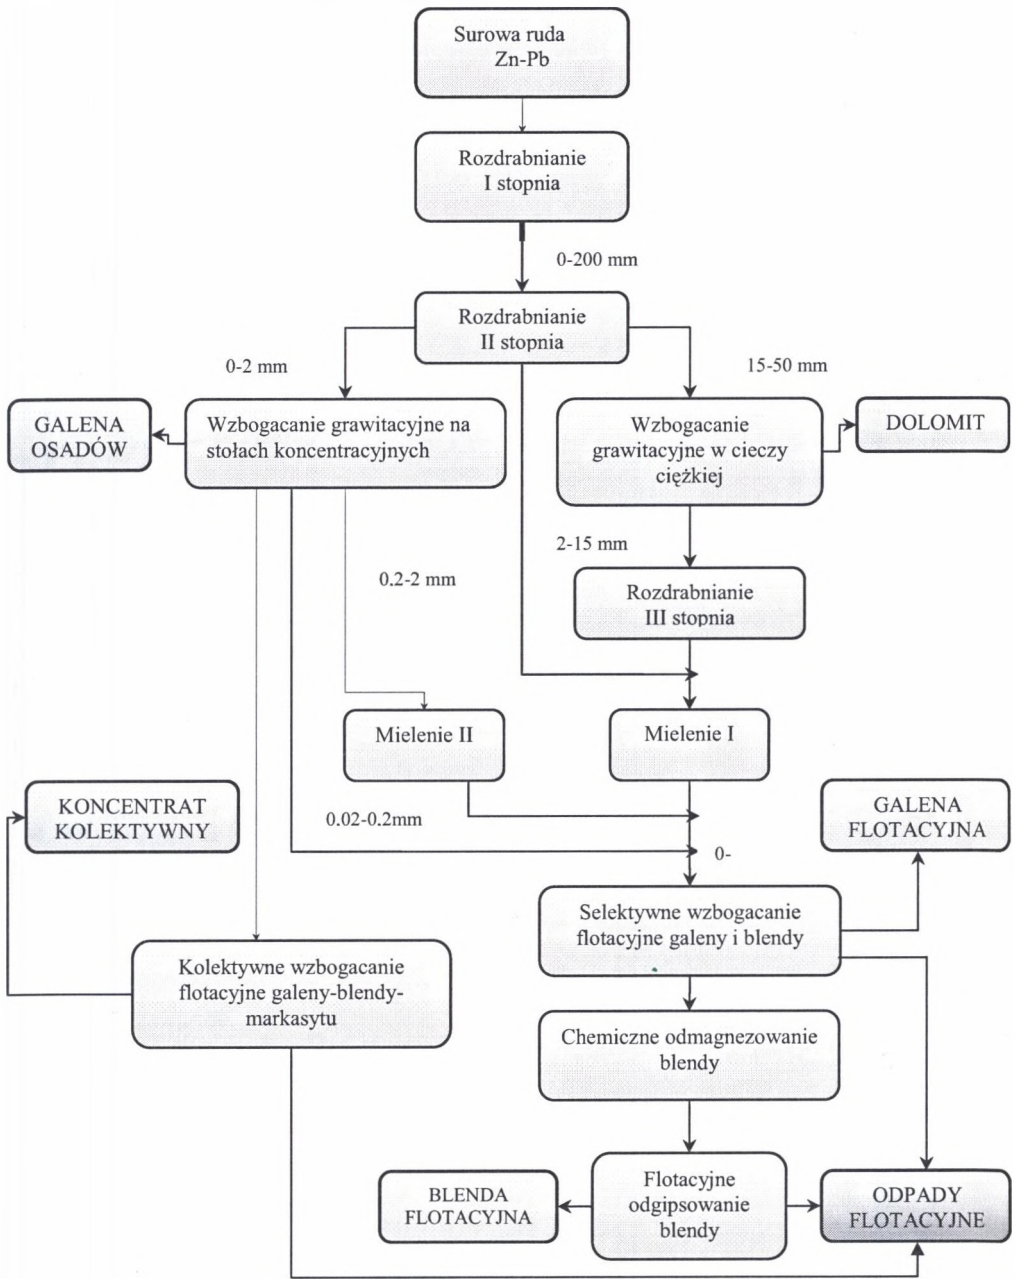 Surowa ruda
Zn-Pb
Rozdrabnianie
I stopnia
0-200 mm
Rozdrabnianie
II stopnia
0-2 mm
15-50 mm
GALENA
OSADÓW
Wzbogacanie grawitacyjne na
stołach koncentracyjnych
Wzbogacanie
grawitacyjne w cieczy
ciężkiej
DOLOMIT
2-15 mm
0.2-2 mm
Rozdrabnianie
III stopnia
Mielenie II
Mielenie I
KONCENTRAT
KOLEKTYWNY
0.02-0.2mm
GALENA
FLOTACYJNA
0-
Selektywne wzbogacanie
flotacyjne galeny i blendy
Kolektywne wzbogacanie
flotacyjne galeny-blendy-
markasytu
Chemiczne odmagnezowanie
blendy
BLENDA
FLOTACYJNA
Flotacyjne
odgipsowanie
blendy
ODPADY
FLOTACYJNE